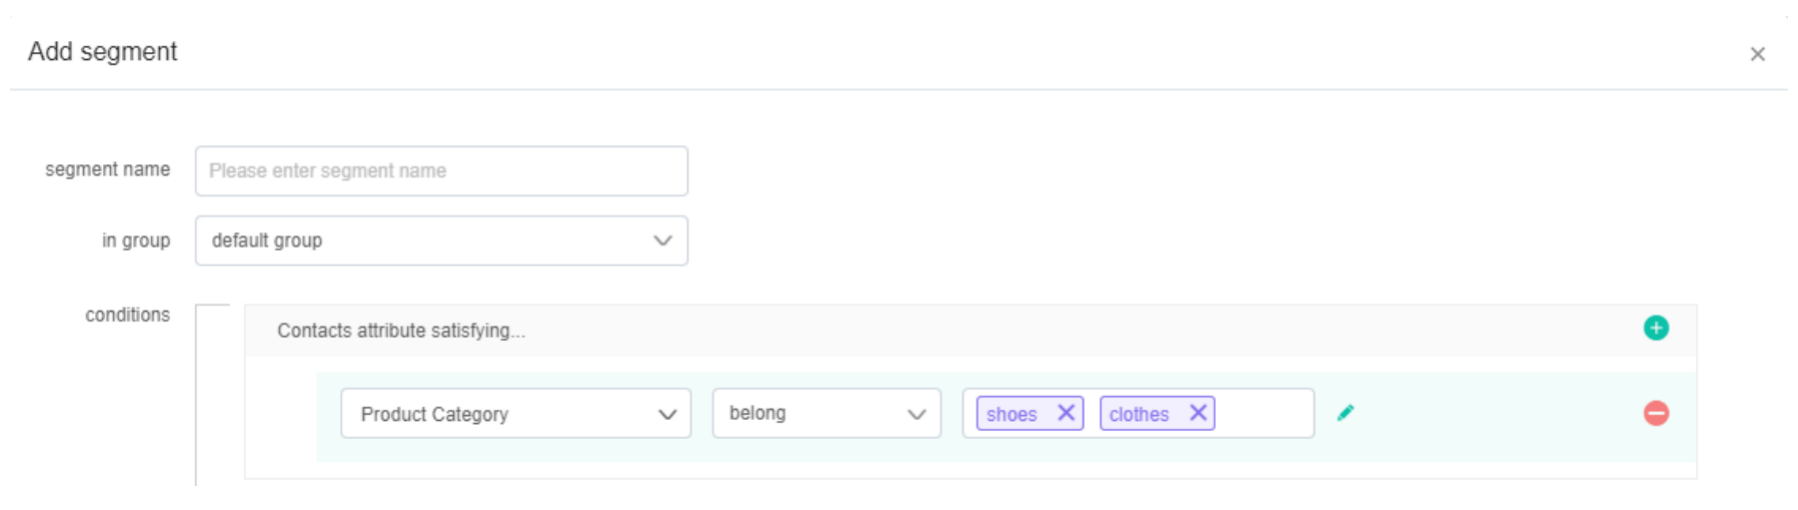 Add segment
segment name
Please enter segment name
in group
default group
conditions
Contacts attribute satisfying...
Product Category
belong
shoes
clothes